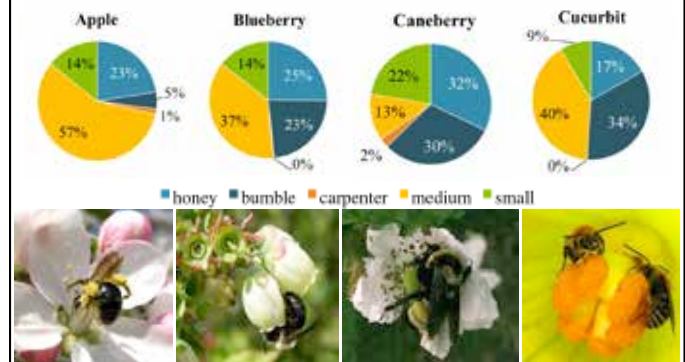 Apple Blueberry Caneberry Cucurbit
14% 23% 5% 1% 57%
14% 25% 23% 0% 37%
22% 32% 30% 2% 13%
9% 17% 34% 0% 40%
honey bumble carpenter medium small